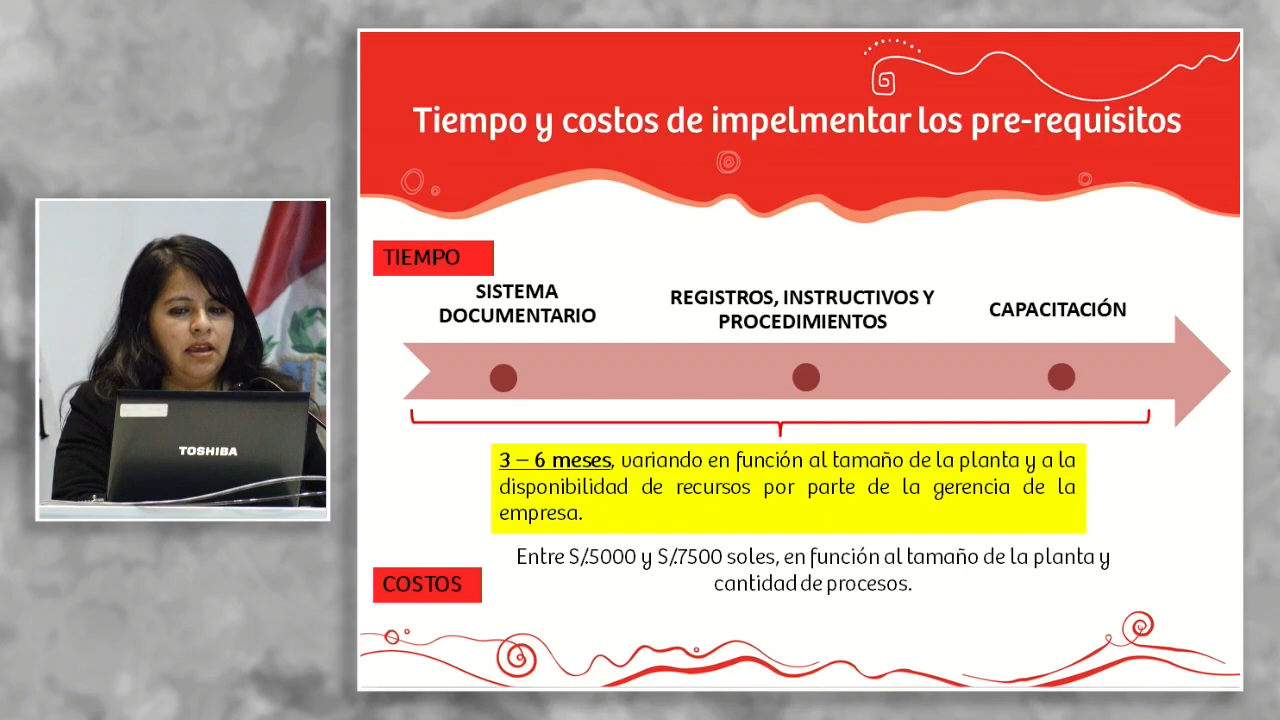 Tiempo y costos de impelmentar los pre-requisitos
TIEMPO
SISTEMA
DOCUMENTARIO
REGISTROS, INSTRUCTIVOS Y
PROCEDIMIENTOS
CAPACITACIÓN
3 – 6 meses, variando en función al tamaño de la planta y a la
disponibilidad de recursos por parte de la gerencia de la
empresa.
Entre S/.5000 y S/.7500 soles, en función al tamaño de la planta y
cantidad de procesos.
COSTOS
TOSHIBA